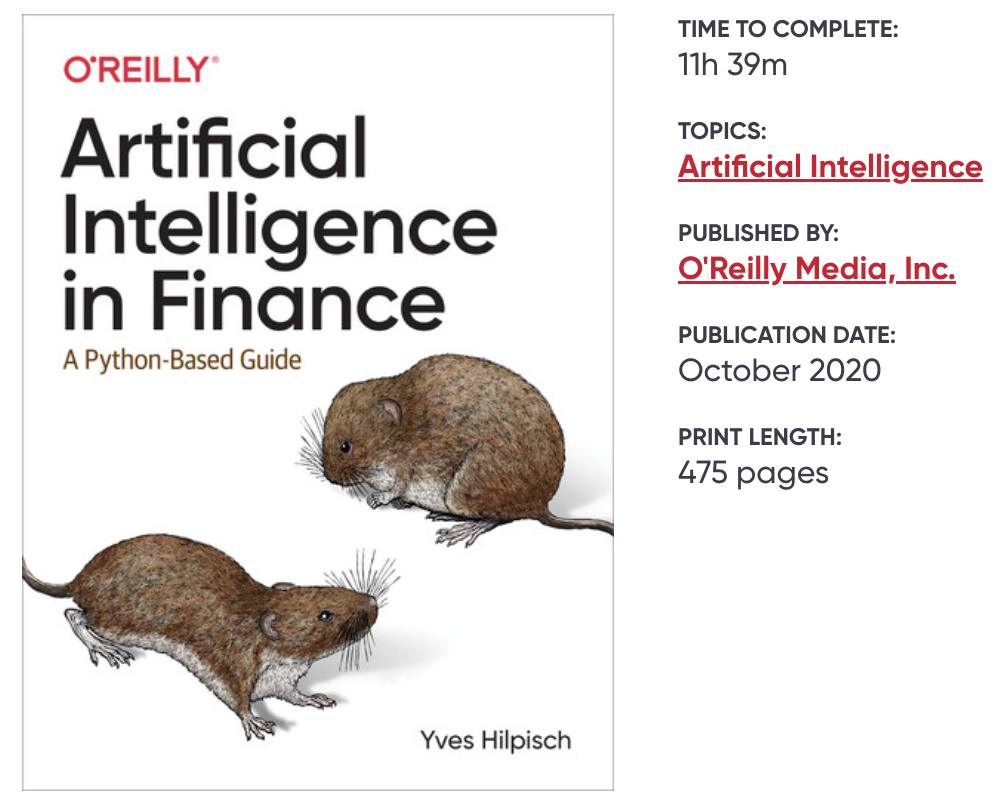 O'REILLY®
Artificial
Intelligence
in Finance
A Python-Based Guide
Yves Hilpisch
TIME TO COMPLETE:
11h 39m
TOPICS:
Artificial Intelligence
PUBLISHED BY:
O'Reilly Media, Inc.
PUBLICATION DATE:
October 2020
PRINT LENGTH:
475 pages